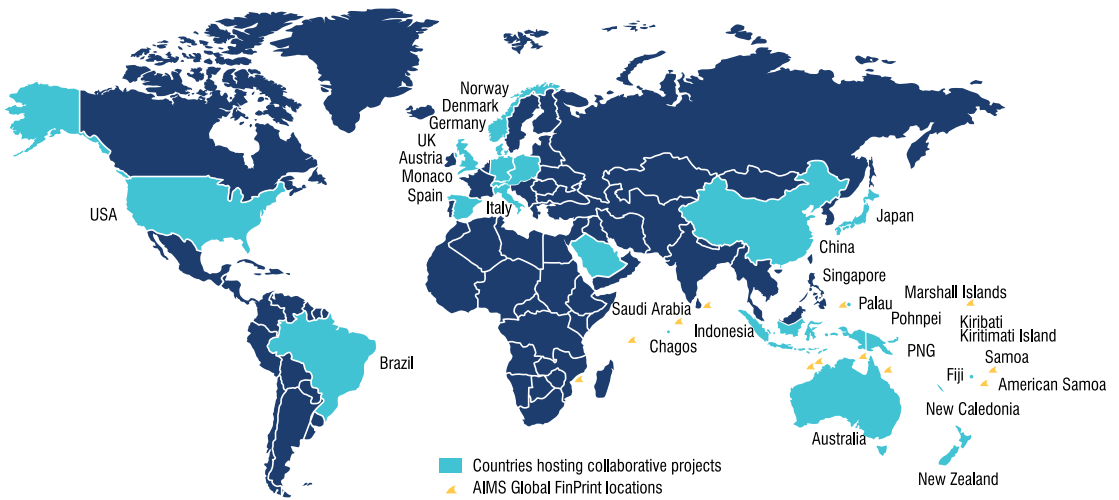 Norway
Denmark
Germany
UK
Austria
Monaco
Spain
Italy
USA
Japan
China
Singapore
Saudi Arabia
Palau
Marshall Islands
Pohnpei
Kiribati
Kiritimati Island
Indonesia
Chagos
PNG
Samoa
Brazil
Fiji
American Samoa
New Caledonia
Australia
New Zealand
Countries hosting collaborative projects
AIMS Global FinPrint locations